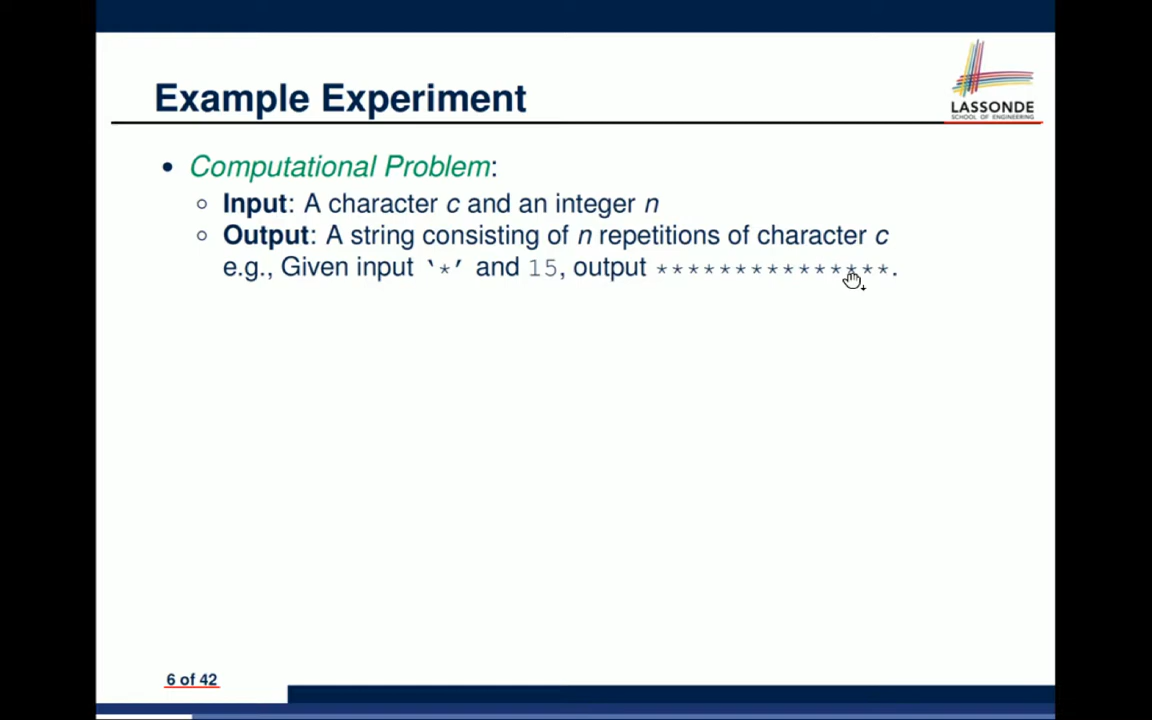 LASSONDE
SCHOOL OF ENGINEERING
Example Experiment
• Computational Problem:
◦ Input: A character c and an integer n
◦ Output: A string consisting of n repetitions of character c
e.g., Given input ‘*’ and 15, output ***************.
6 of 42